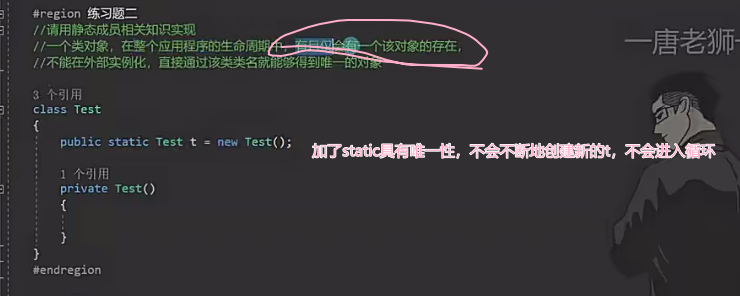 #region 练习题二
//请用静态成员相关知识实现
//一个类对象，在整个应用程序的生命周期中，有且仅会有一个该对象的存在，
//不能在外部实例化，直接通过该类类名就能够得到唯一的对象
一唐老狮一
3 个引用
class Test
{
public static Test t = new Test();
加了static具有唯一性，不会不断地创建新的t，不会进入循环
1 个引用
private Test()
{
}
}
#endregion